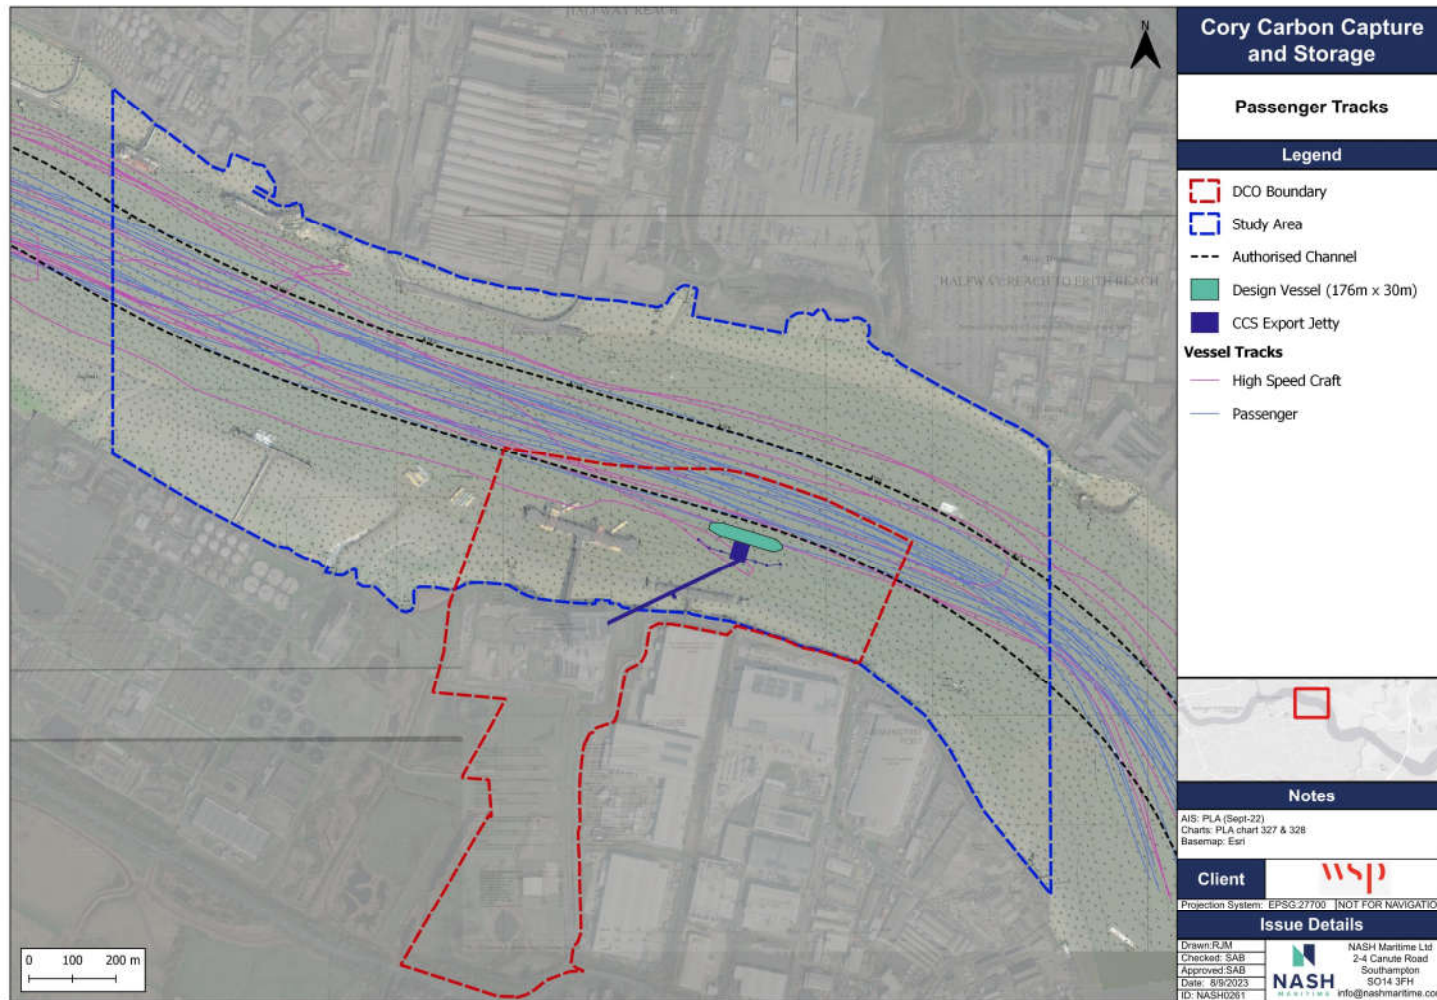 HALFWAY REACH
N
HALFWAY REACH TO ERITH REACH
0 100 200 m
Cory Carbon Capture
and Storage
Passenger Tracks
Legend
DCO Boundary
Study Area
Authorised Channel
Design Vessel (176m x 30m)
CCS Export Jetty
Vessel Tracks
High Speed Craft
Passenger
Notes
AIS: PLA (Sept-22)
Charts: PLA chart 327 & 328
Basemap: Esri
Client
wsp
Projection System: EPSG:27700 NOT FOR NAVIGATIO
Issue Details
Drawn:RJM
Checked: SAB
Approved:SAB
Date: 8/9/2023
ID: NASH0261
NASH
MARITIME
NASH Maritime Ltd
2-4 Canute Road
Southampton
SO14 3FH
info@nashmaritime.co